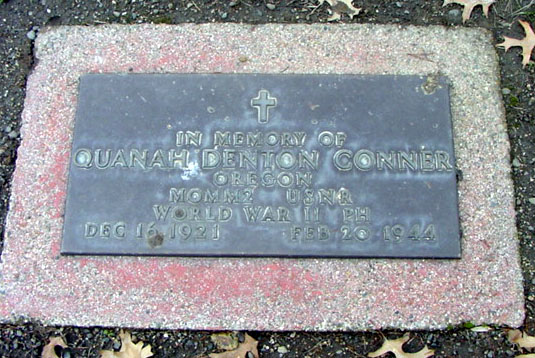 IN MEMORY OF
QUANAH DENTON CONNER
OREGON
MOMM2 USNR
WORLD WAR II PH
DEC 16 1921 FEB 20 1944